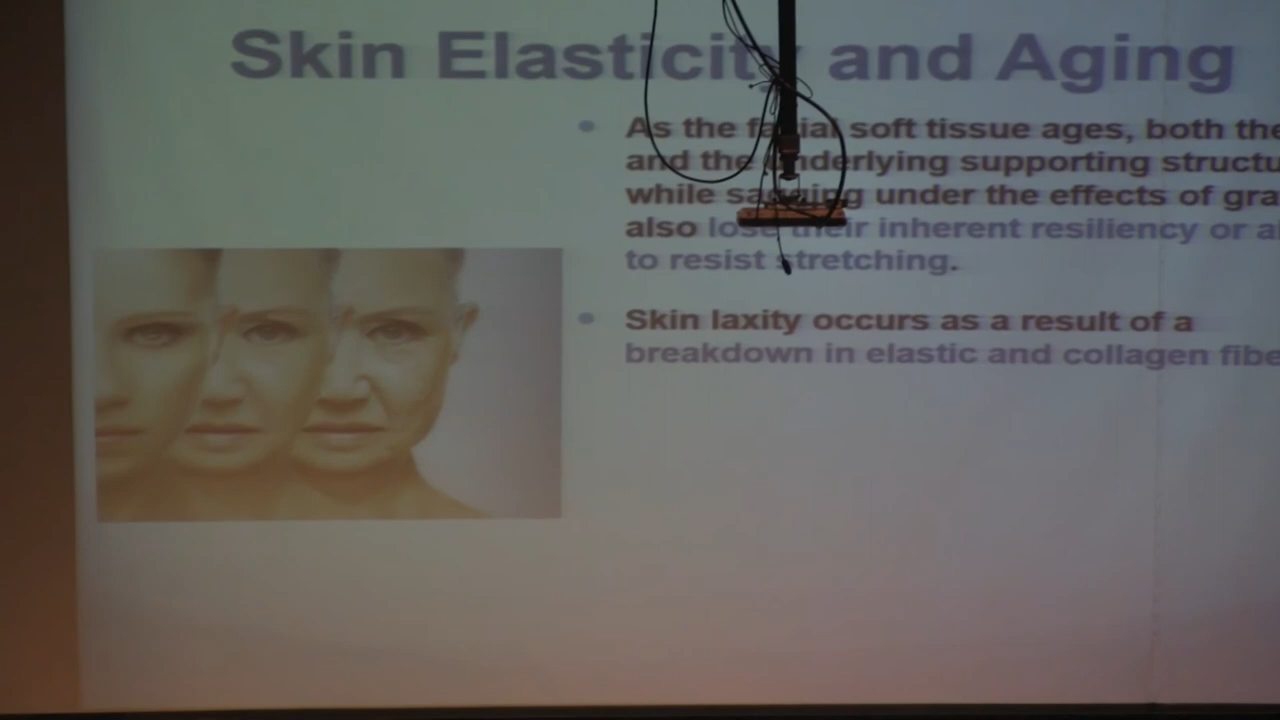 Skin Elasticity and Aging
As the facial soft tissue ages, both the
and the underlying supporting structu
while sagging under the effects of gra
also lose their inherent resiliency or a
to resist stretching.
Skin laxity occurs as a result of a
breakdown in elastic and collagen fibe